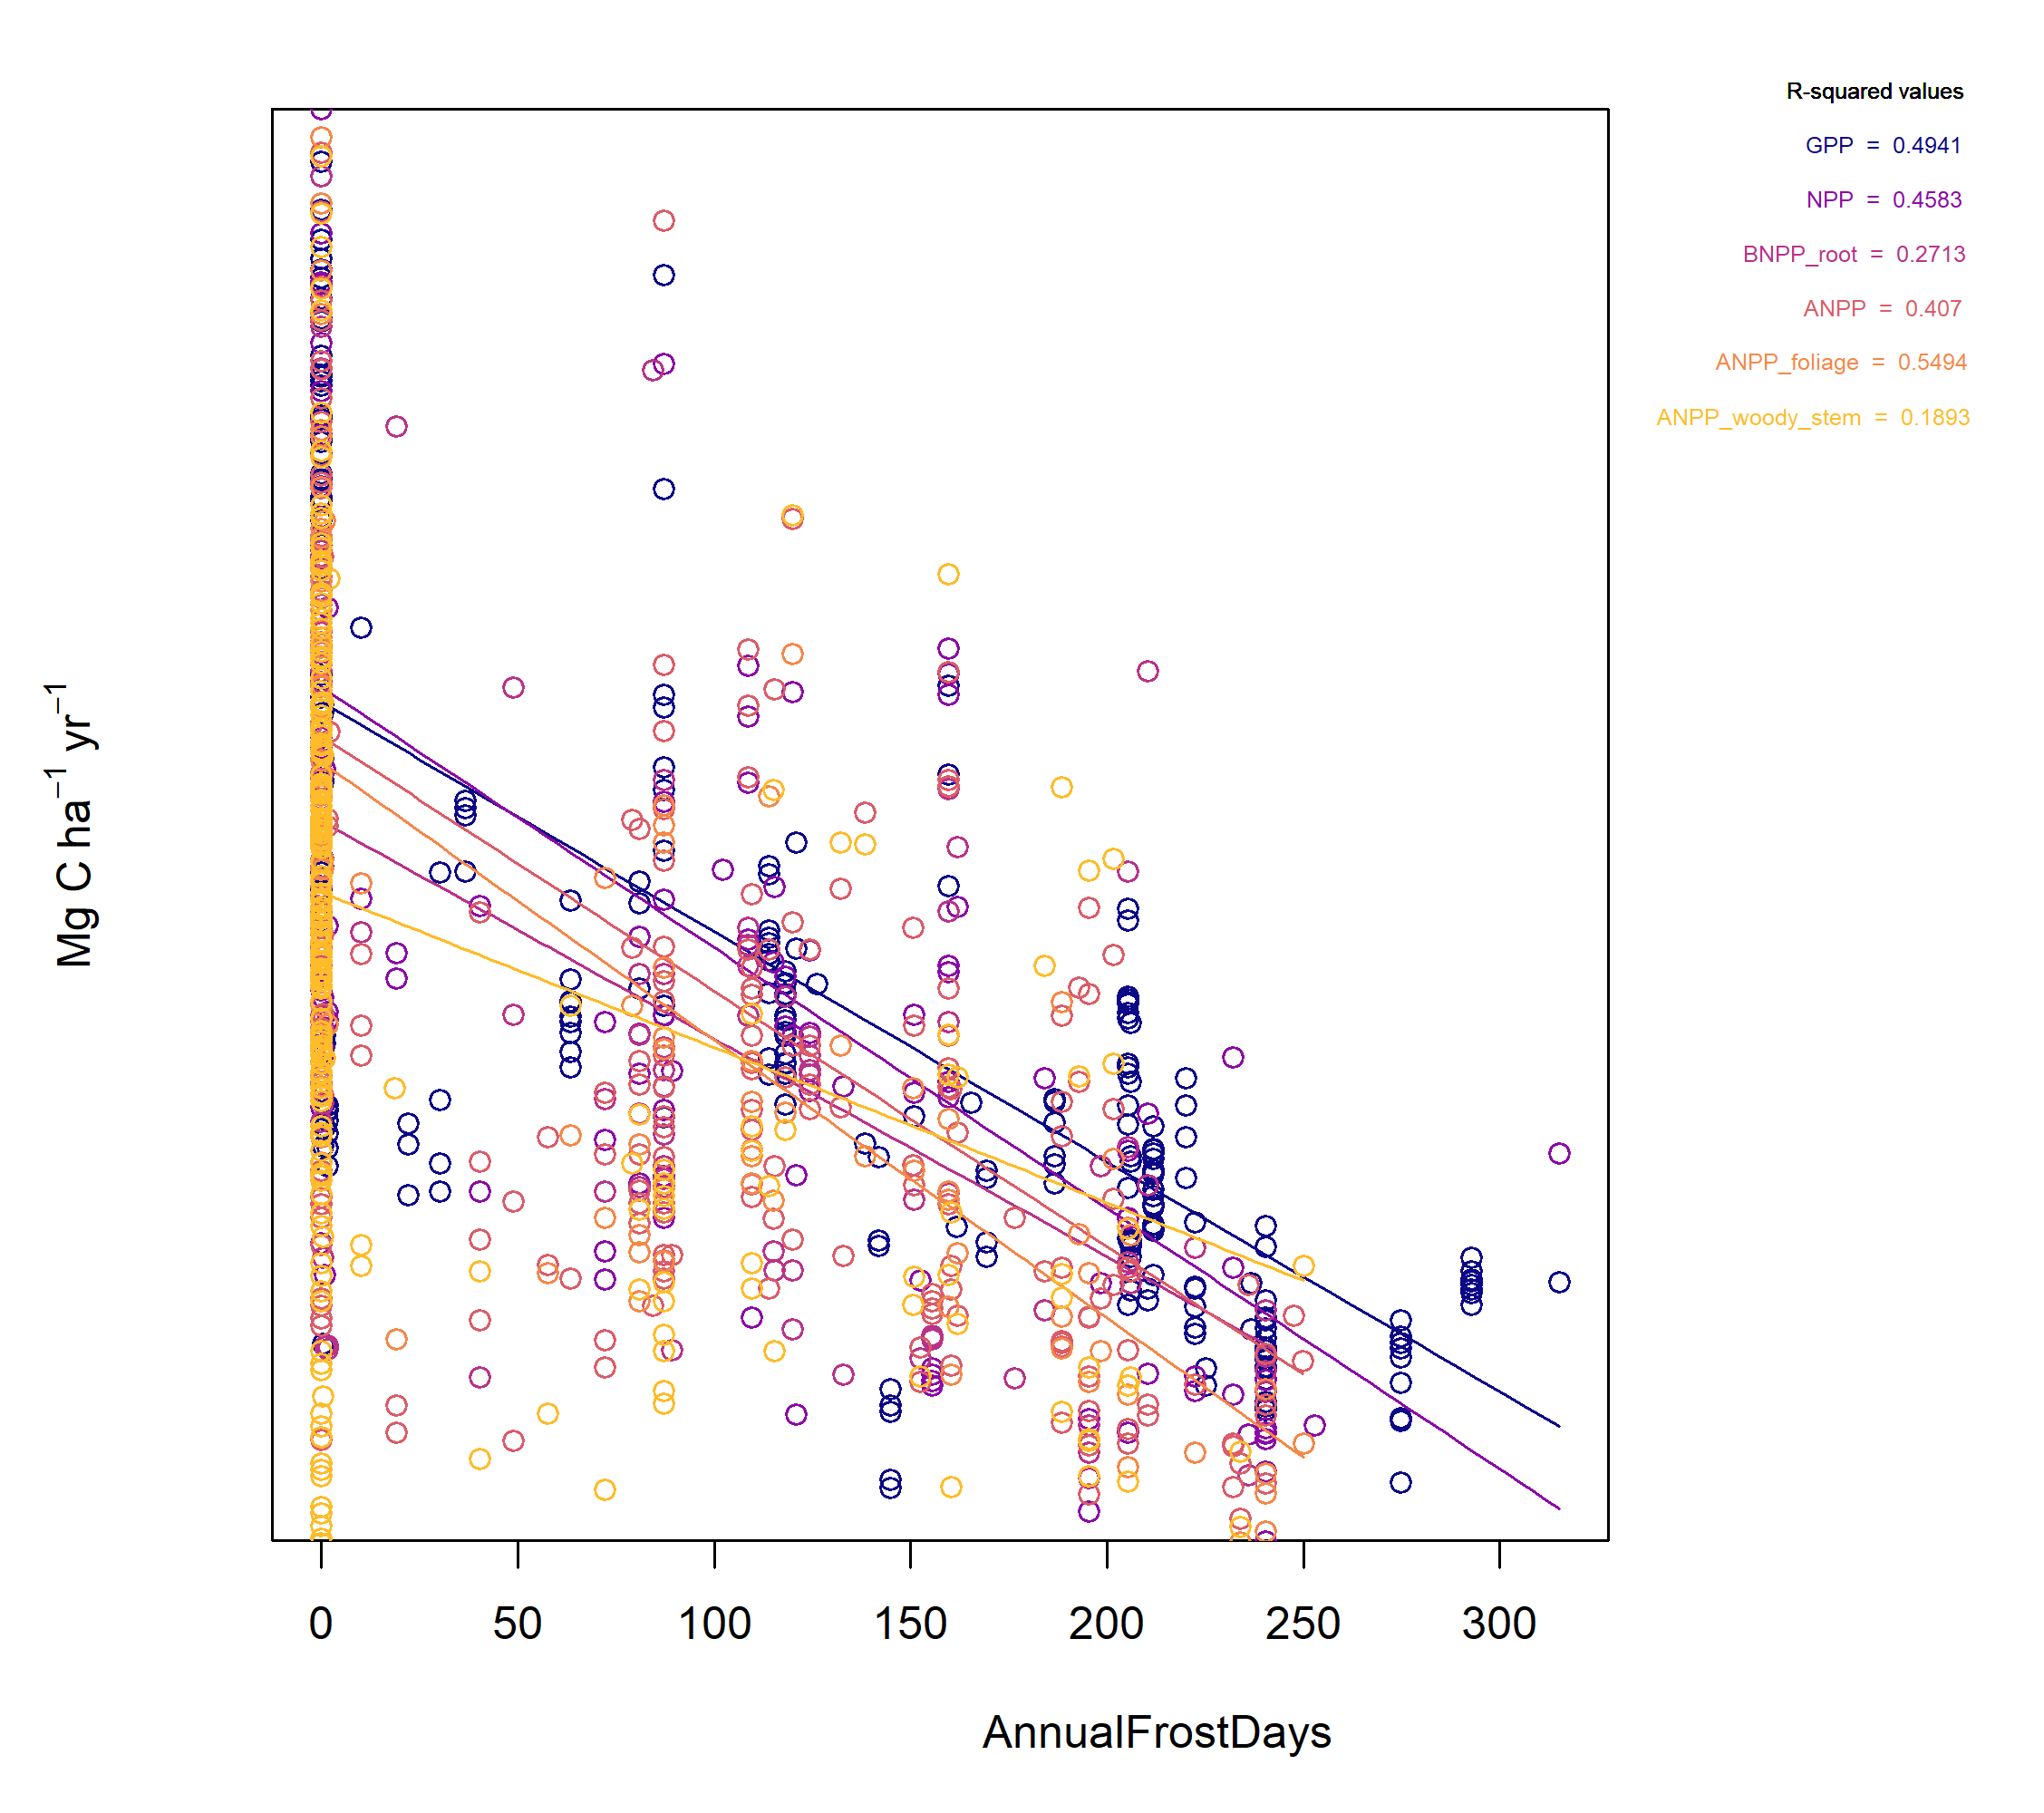 R-squared values
GPP = 0.4941
NPP = 0.4583
BNPP_root = 0.2713
ANPP = 0.407
ANPP_foliage = 0.5494
ANPP_woody_stem = 0.1893
Mg C ha⁻¹ yr⁻¹
0 50 100 150 200 250 300
AnnualFrostDays